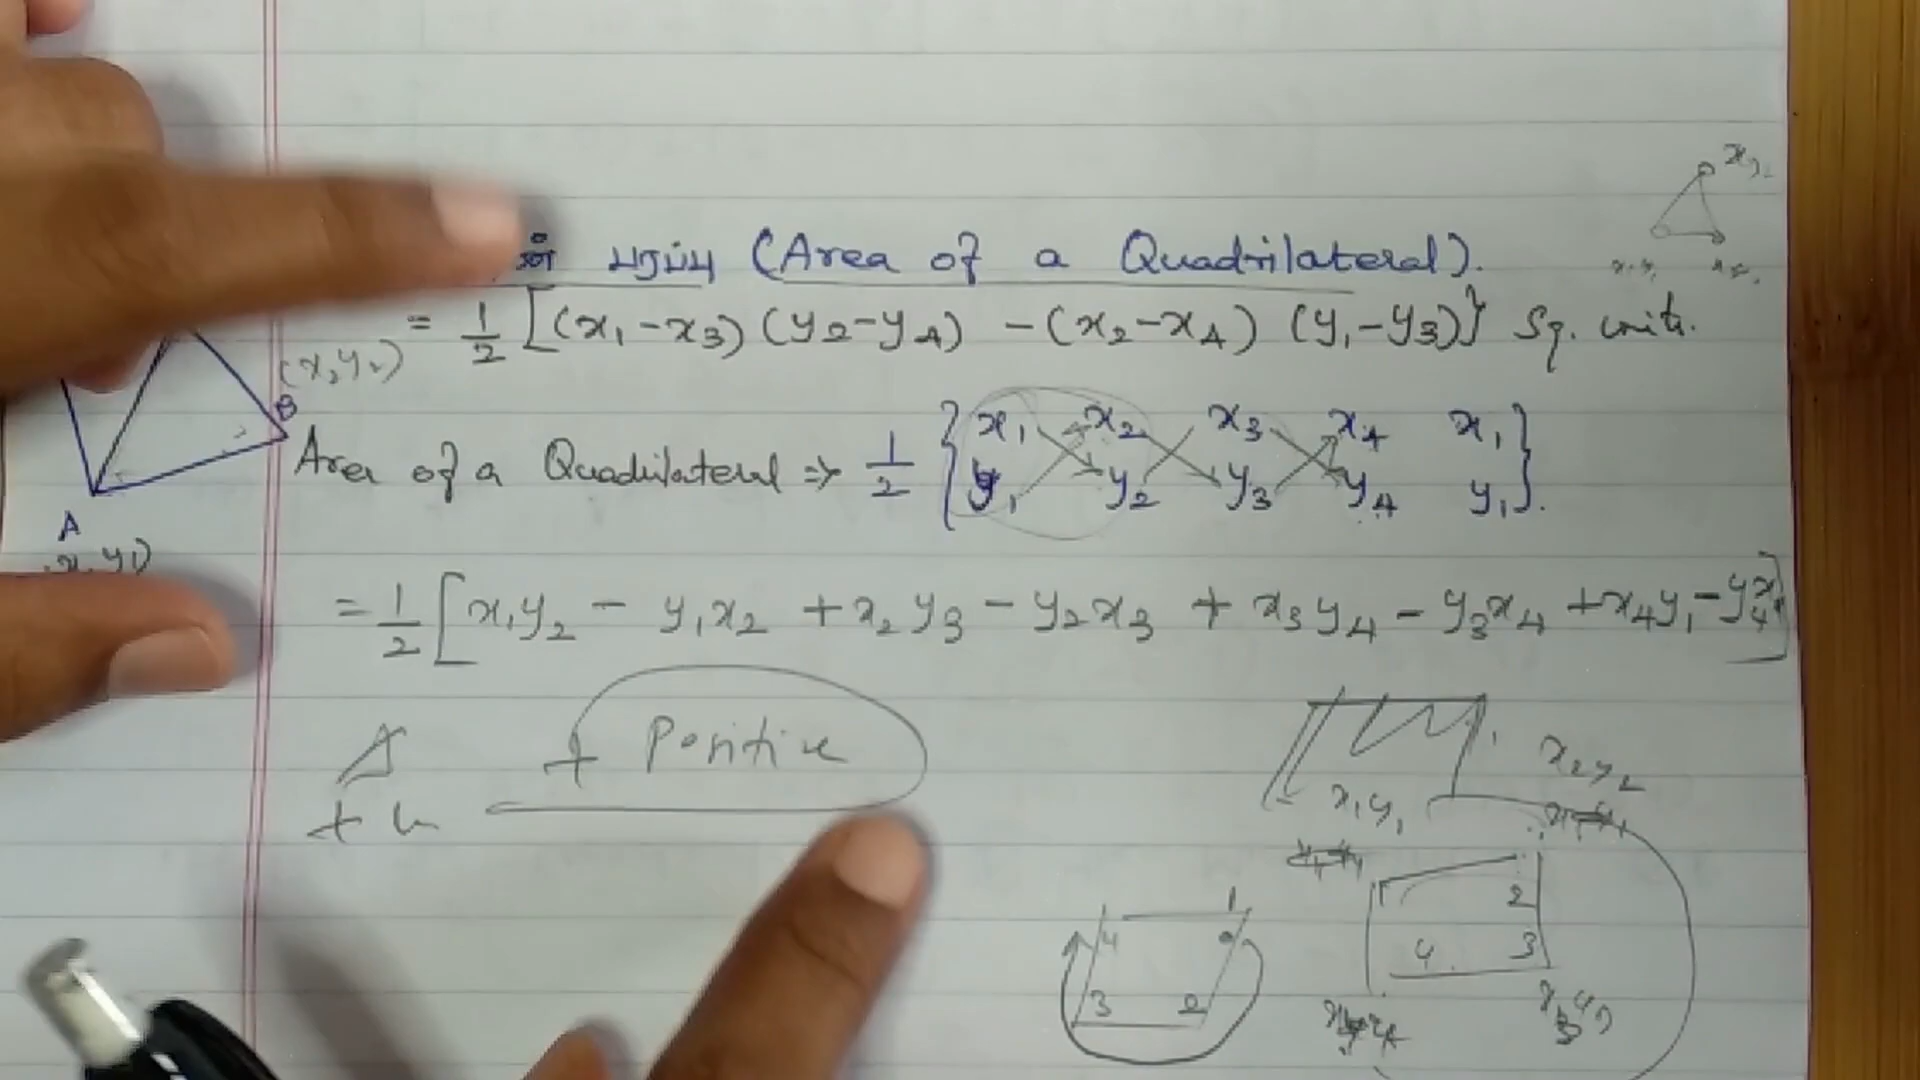 பரப்பு (Area of a Quadrilateral).
= 1/2 [(x₁-x₃) (y₂-y₄) - (x₂-x₄) (y₁-y₃)} Sq. units.
(x₂y₂)
B
Area of a Quadrilateral ⇒ 1/2 { x₁ x₂ x₃ x₄ x₁
y₁ y₂ y₃ y₄ y₁ }.
A
= 1/2 [x₁y₂ - y₁x₂ + x₂y₃ - y₂x₃ + x₃y₄ - y₃x₄ + x₄y₁ - y₄x₁]
+ Positive
x₂y₂
x₁y₁
1
2
4
4 3
3 2